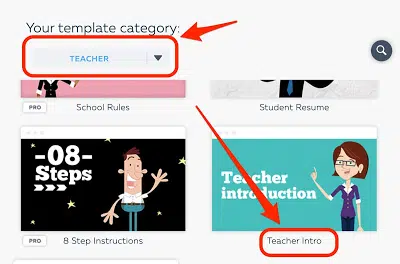 Your template category:
TEACHER
PRO
School Rules
Student Resume
-08-
Steps
Teacher
introduction
PRO
8 Step Instructions
Teacher Intro